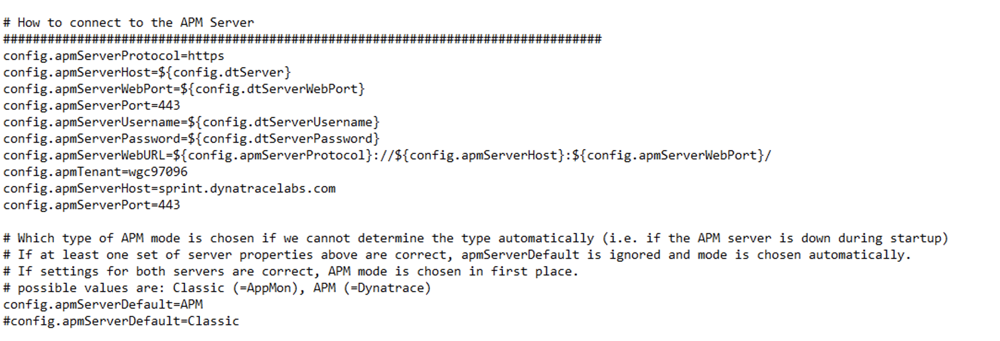 # How to connect to the APM Server
#################################################################################
config.apmServerProtocol=https
config.apmServerHost=${config.dtServer}
config.apmServerWebPort=${config.dtServerWebPort}
config.apmServerPort=443
config.apmServerUsername=${config.dtServerUsername}
config.apmServerPassword=${config.dtServerPassword}
config.apmServerWebURL=${config.apmServerProtocol}://${config.apmServerHost}:${config.apmServerWebPort}/
config.apmTenant=wgc97096
config.apmServerHost=sprint.dynatracelabs.com
config.apmServerPort=443
# Which type of APM mode is chosen if we cannot determine the type automatically (i.e. if the APM server is down during startup)
# If at least one set of server properties above are correct, apmServerDefault is ignored and mode is chosen automatically.
# If settings for both servers are correct, APM mode is chosen in first place.
# possible values are: Classic (=AppMon), APM (=Dynatrace)
config.apmServerDefault=APM
#config.apmServerDefault=Classic